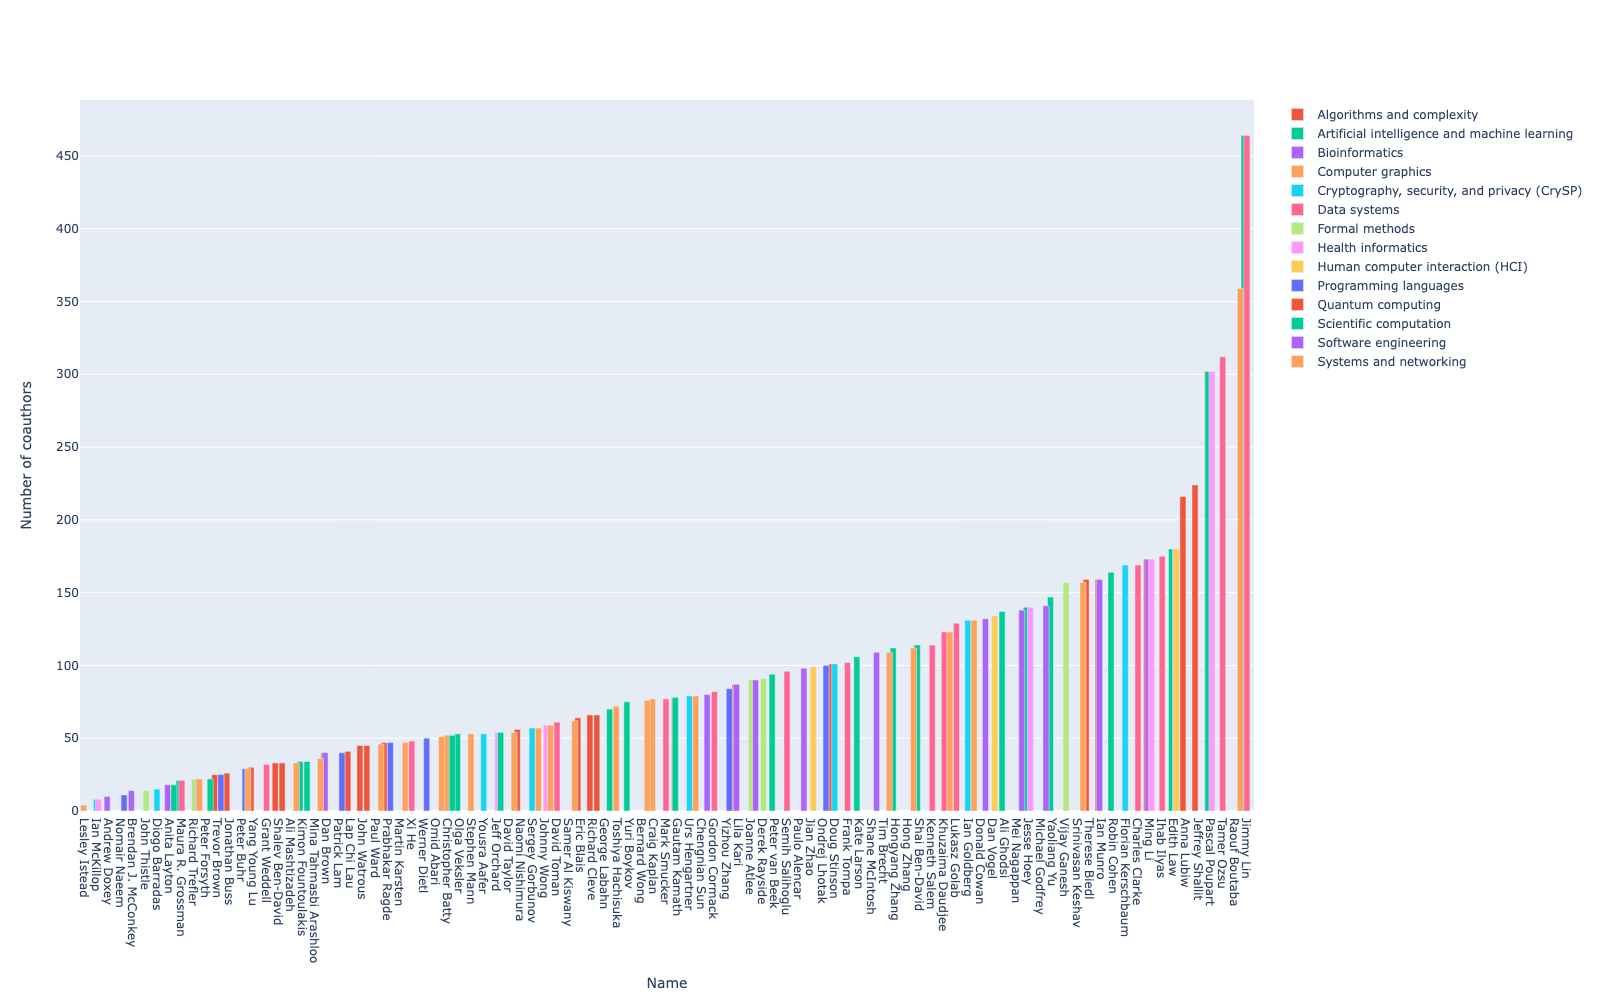 450
400
350
300
250
200
150
100
50
0
Number of coauthors
Lesley Istead
Ian McKillop
Andrew Doxey
Nomair Naeem
Brendan J. McConkey
John Thistle
Diogo Barradas
Anita Layton
Maura R. Grossman
Richard Trefler
Peter Forsyth
Trevor Brown
Jonathan Buss
Peter Buhr
Yang Young Lu
Grant Weddell
Shalev Ben-David
Ali Mashtizadeh
Kimon Fountoulakis
Mina Tahmasbi Arashloo
Dan Brown
Patrick Lam
Lap Chi Lau
John Watrous
Paul Ward
Prabhakar Ragde
Martin Karsten
Xi He
Werner Dietl
Omid Abari
Christopher Batty
Olga Veksler
Stephen Mann
Yousra Aafer
Jeff Orchard
David Taylor
Naomi Nishimura
Sergey Gorbunov
Johnny Wong
David Toman
Samer Al Kiswany
Eric Blais
Richard Cleve
George Labahn
Toshiya Hachisuka
Yuri Boykov
Bernard Wong
Craig Kaplan
Mark Smucker
Gautam Kamath
Urs Hengartner
Chengnian Sun
Gordon Cormack
Yizhou Zhang
Lila Kari
Joanne Atlee
Derek Rayside
Peter van Beek
Semih Salihoglu
Paulo Alencar
Jian Zhao
Ondrej Lhotak
Doug Stinson
Frank Tompa
Kate Larson
Shane McIntosh
Tim Brecht
Hongyang Zhang
Hong Zhang
Shai Ben-David
Kenneth Salem
Khuzaima Daudjee
Lukasz Golab
Ian Goldberg
Donald Cowan
Dan Vogel
Ali Ghodsi
Mei Nagappan
Jesse Hoey
Michael Godfrey
Yaoliang Yu
Vijay Ganesh
Srinivasan Keshav
Therese Biedl
Ian Munro
Robin Cohen
Florian Kerschbaum
Charles Clarke
Ming Li
Ihab Ilyas
Edith Law
Anna Lubiw
Jeffrey Shallit
Pascal Poupart
Tamer Ozsu
Raouf Boutaba
Jimmy Lin
Name
Algorithms and complexity
Artificial intelligence and machine learning
Bioinformatics
Computer graphics
Cryptography, security, and privacy (CrySP)
Data systems
Formal methods
Health informatics
Human computer interaction (HCI)
Programming languages
Quantum computing
Scientific computation
Software engineering
Systems and networking